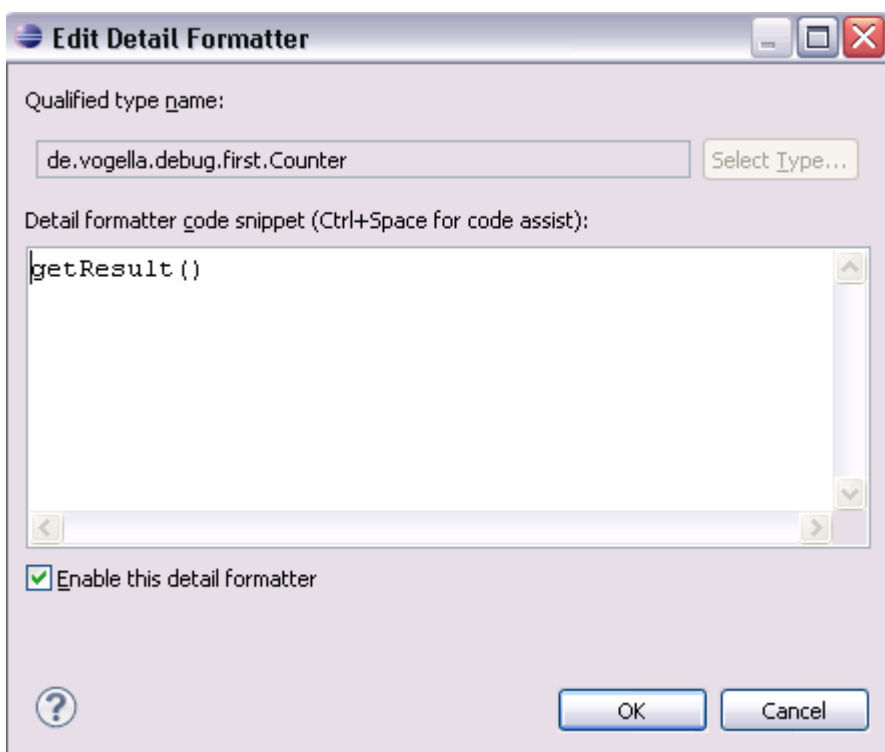 Edit Detail Formatter
Qualified type name:
de.vogella.debug.first.Counter
Select Type...
Detail formatter code snippet (Ctrl+Space for code assist):
getResult()
Enable this detail formatter
?
OK
Cancel